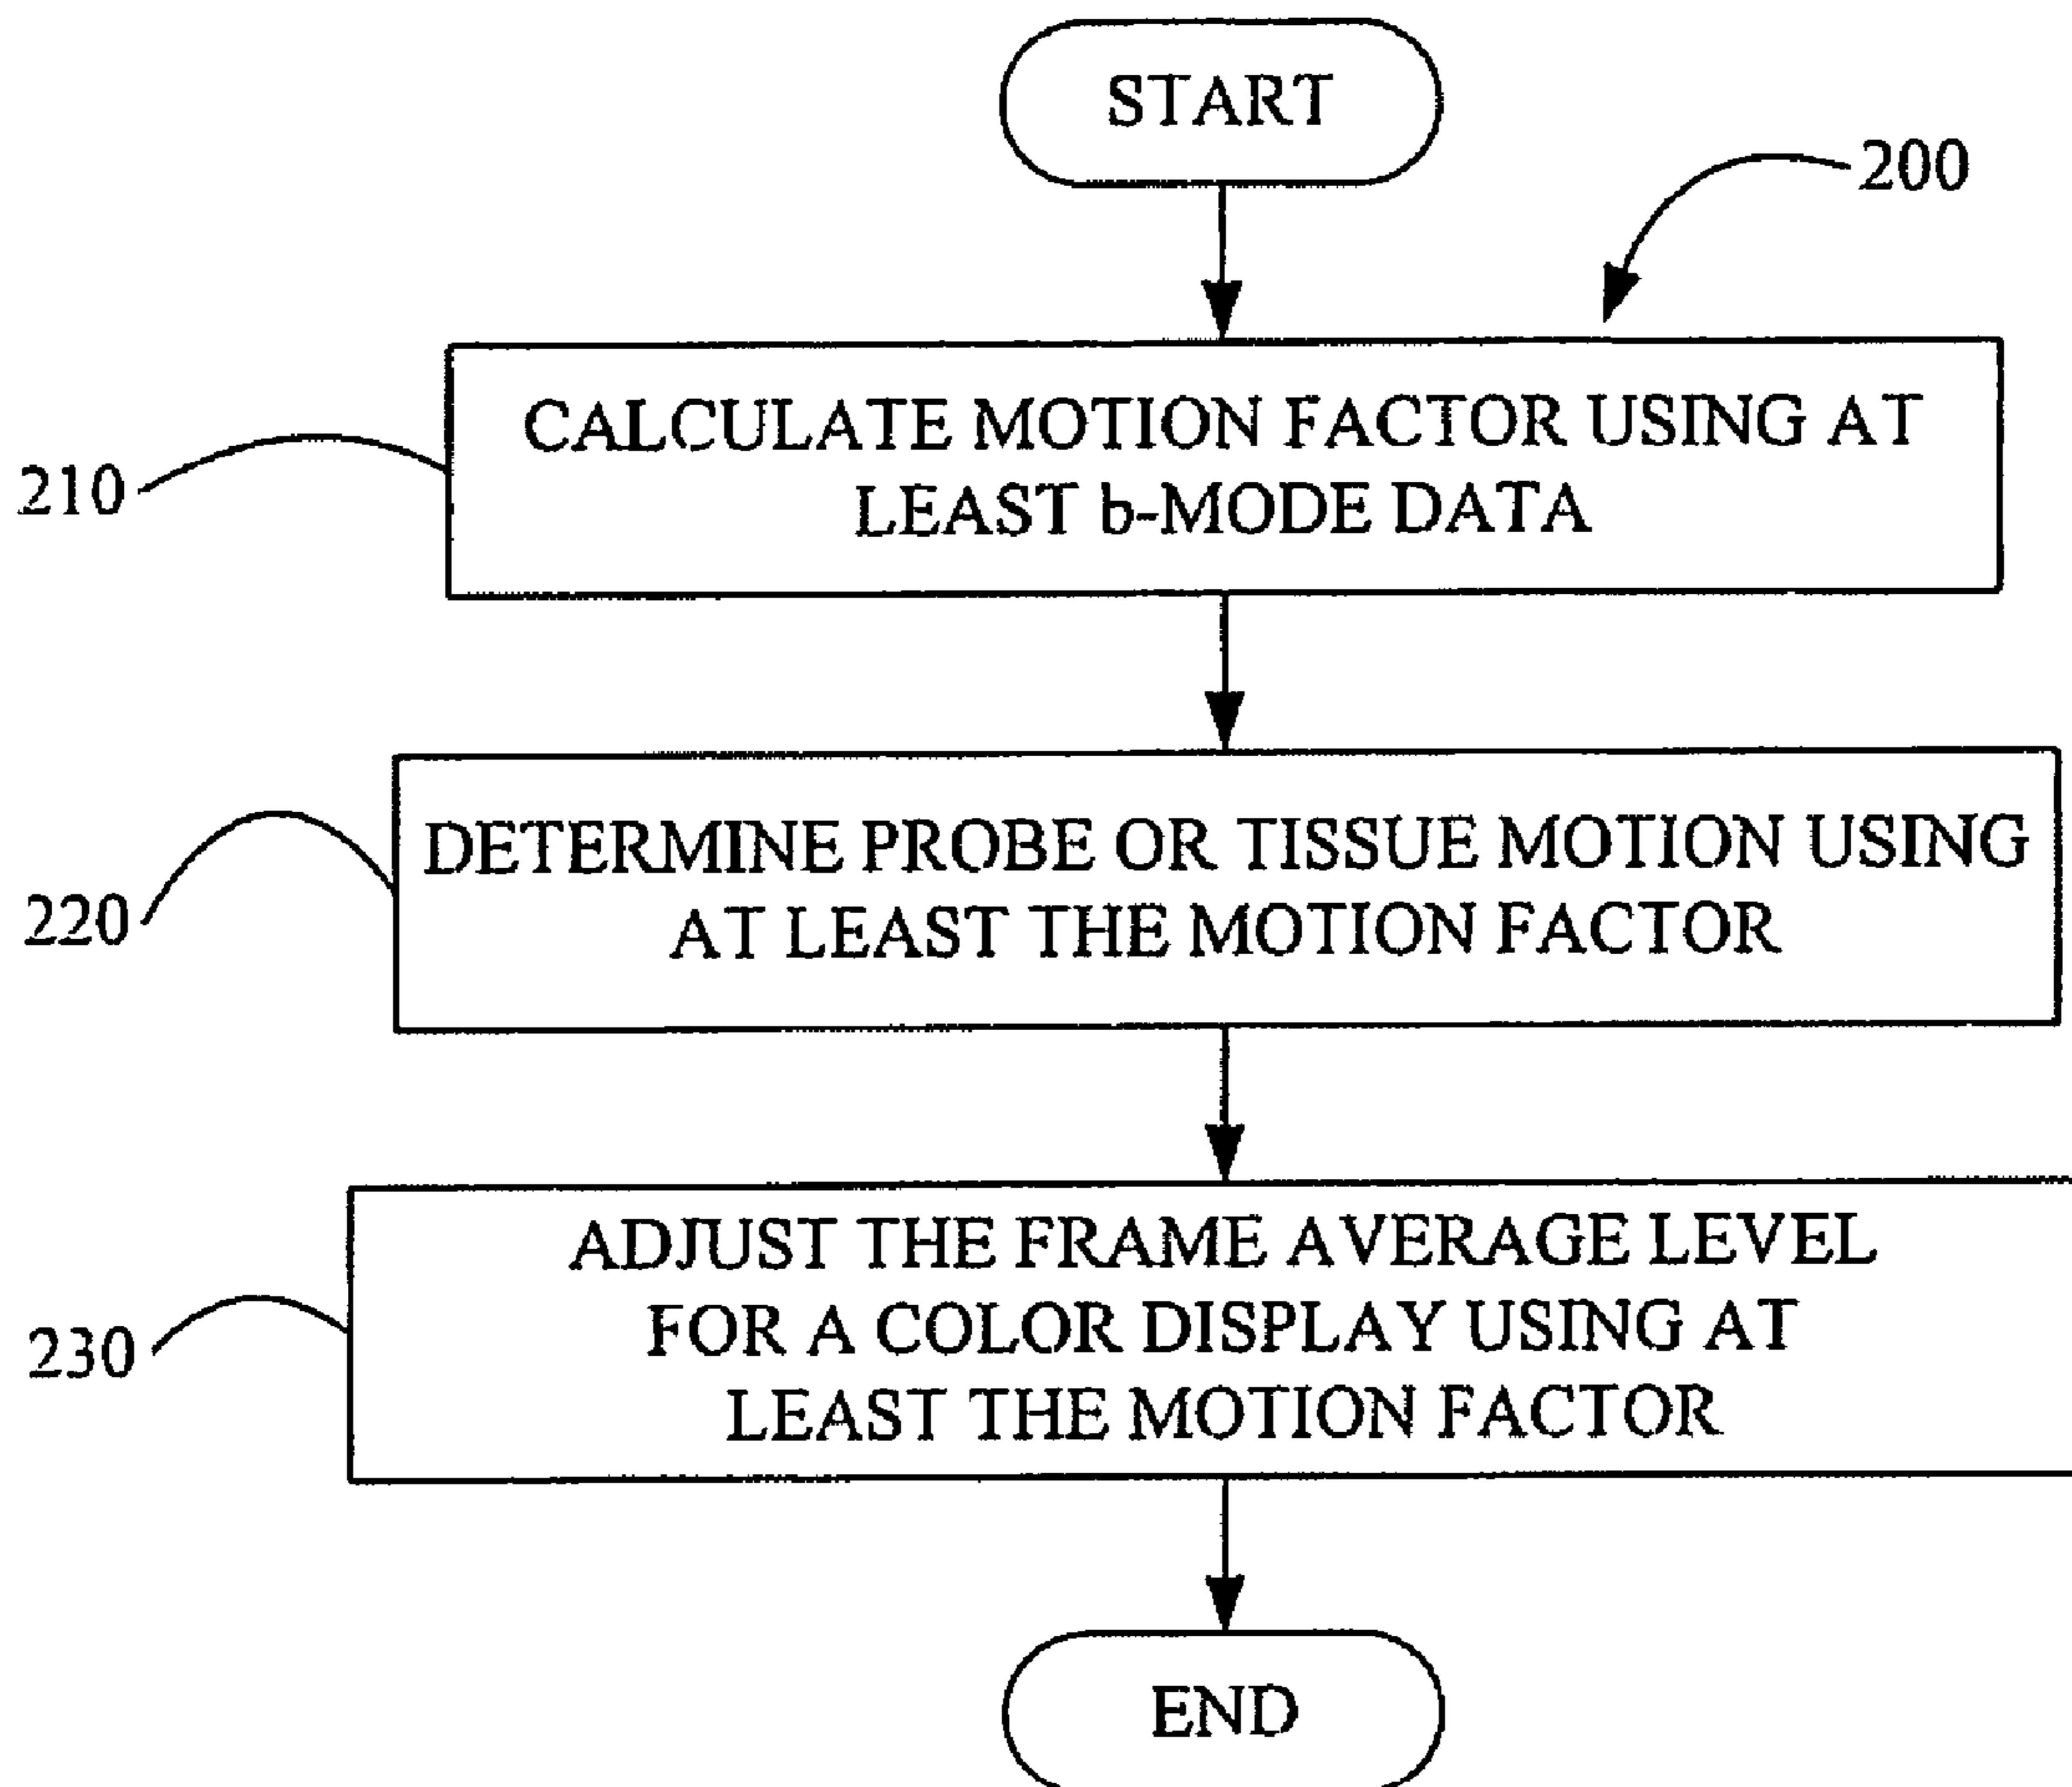 START
200
CALCULATE MOTION FACTOR USING AT
LEAST b-MODE DATA
210
DETERMINE PROBE OR TISSUE MOTION USING
AT LEAST THE MOTION FACTOR
220
ADJUST THE FRAME AVERAGE LEVEL
FOR A COLOR DISPLAY USING AT
LEAST THE MOTION FACTOR
230
END